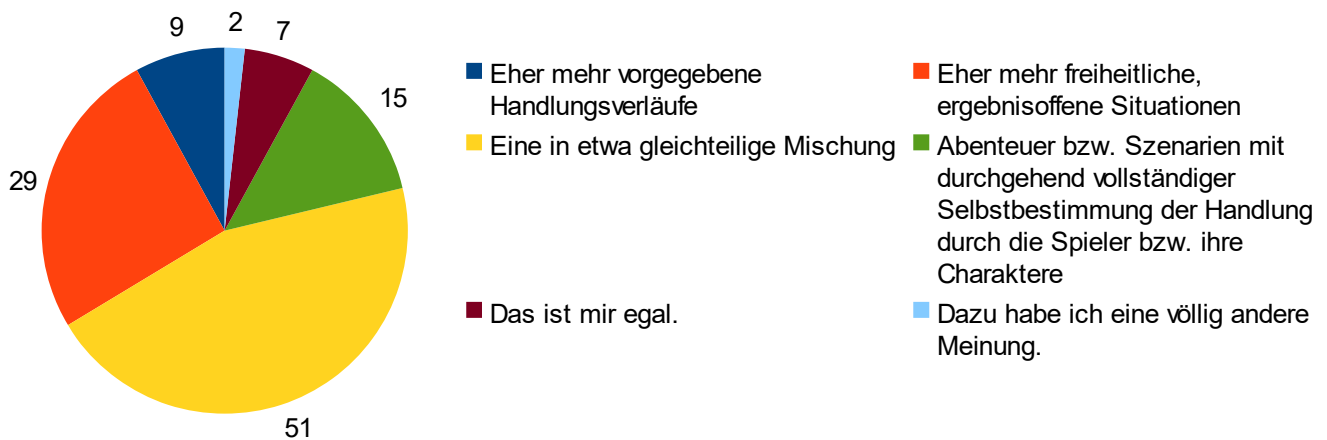 9
2
7
15
29
51
Eher mehr vorgegebene
Handlungsverläufe
Eher mehr freiheitliche,
ergebnisoffene Situationen
Eine in etwa gleichteilige Mischung
Abenteuer bzw. Szenarien mit
durchgehend vollständiger
Selbstbestimmung der Handlung
durch die Spieler bzw. ihre
Charaktere
Das ist mir egal.
Dazu habe ich eine völlig andere
Meinung.